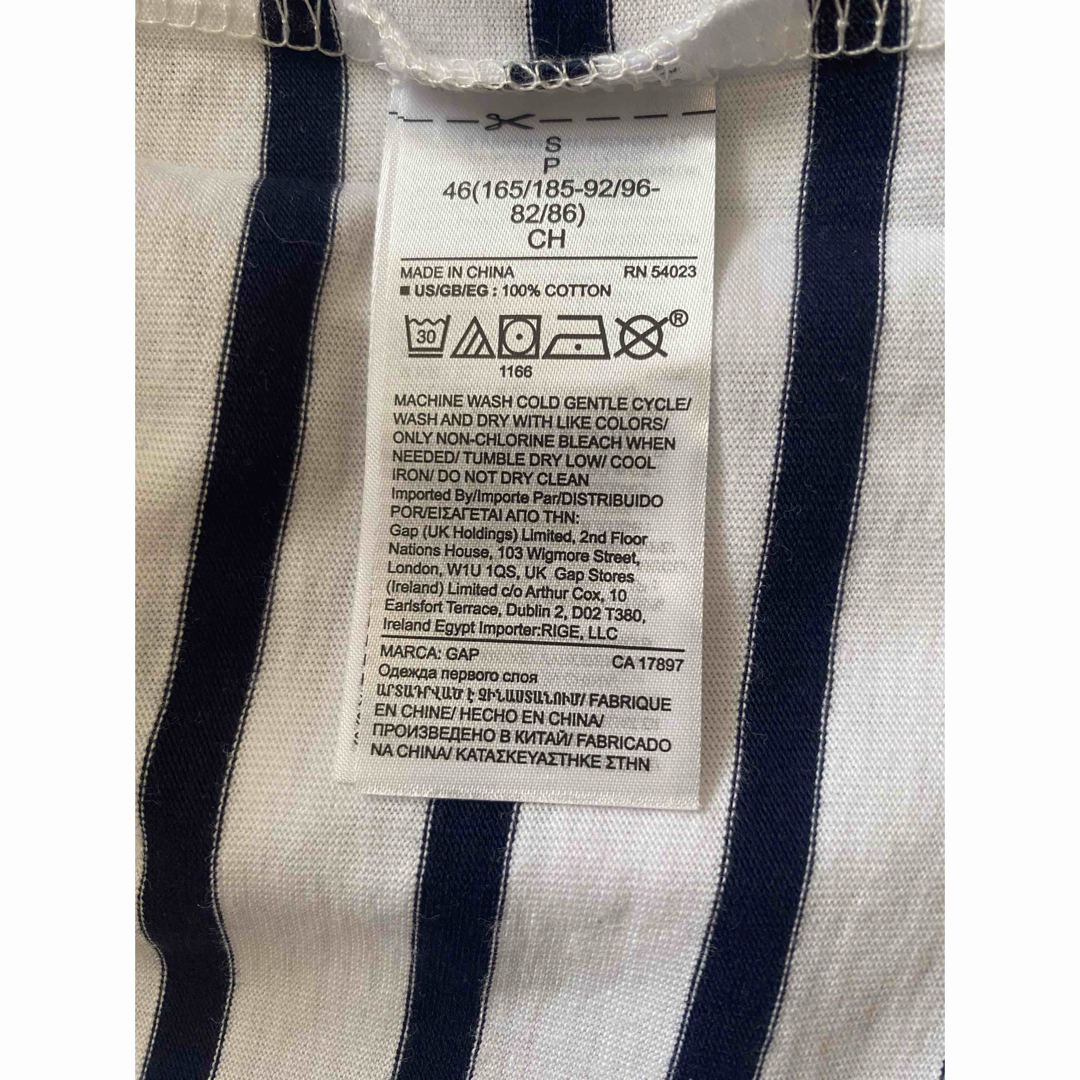 S
P
46(165/185-92/96-
82/86)
CH
MADE IN CHINA RN 54023
■ US/GB/EG : 100% COTTON
30 ®
1166
MACHINE WASH COLD GENTLE CYCLE/
WASH AND DRY WITH LIKE COLORS/
ONLY NON-CHLORINE BLEACH WHEN
NEEDED/ TUMBLE DRY LOW/ COOL
IRON/ DO NOT DRY CLEAN
Imported By/Importe Par/DISTRIBUIDO
POR/ΕΙΣΑΓΕΤΑΙ ΑΠΟ ΤΗΝ:
Gap (UK Holdings) Limited, 2nd Floor
Nations House, 103 Wigmore Street,
London, W1U 1QS, UK Gap Stores
(Ireland) Limited c/o Arthur Cox, 10
Earlsfort Terrace, Dublin 2, D02 T380,
Ireland Egypt Importer:RIGE, LLC
MARCA: GAP CA 17897
Одежда первого слоя
ԱՐՏԱԴՐՎԱԾ Է ՉԻՆԱՍՏԱՆՈՒՄ/ FABRIQUE
EN CHINE/ HECHO EN CHINA/
ПРОИЗВЕДЕНО В КИТАЙ/ FABRICADO
NA CHINA/ ΚΑΤΑΣΚΕΥΑΣΤΗΚΕ ΣΤΗΝ